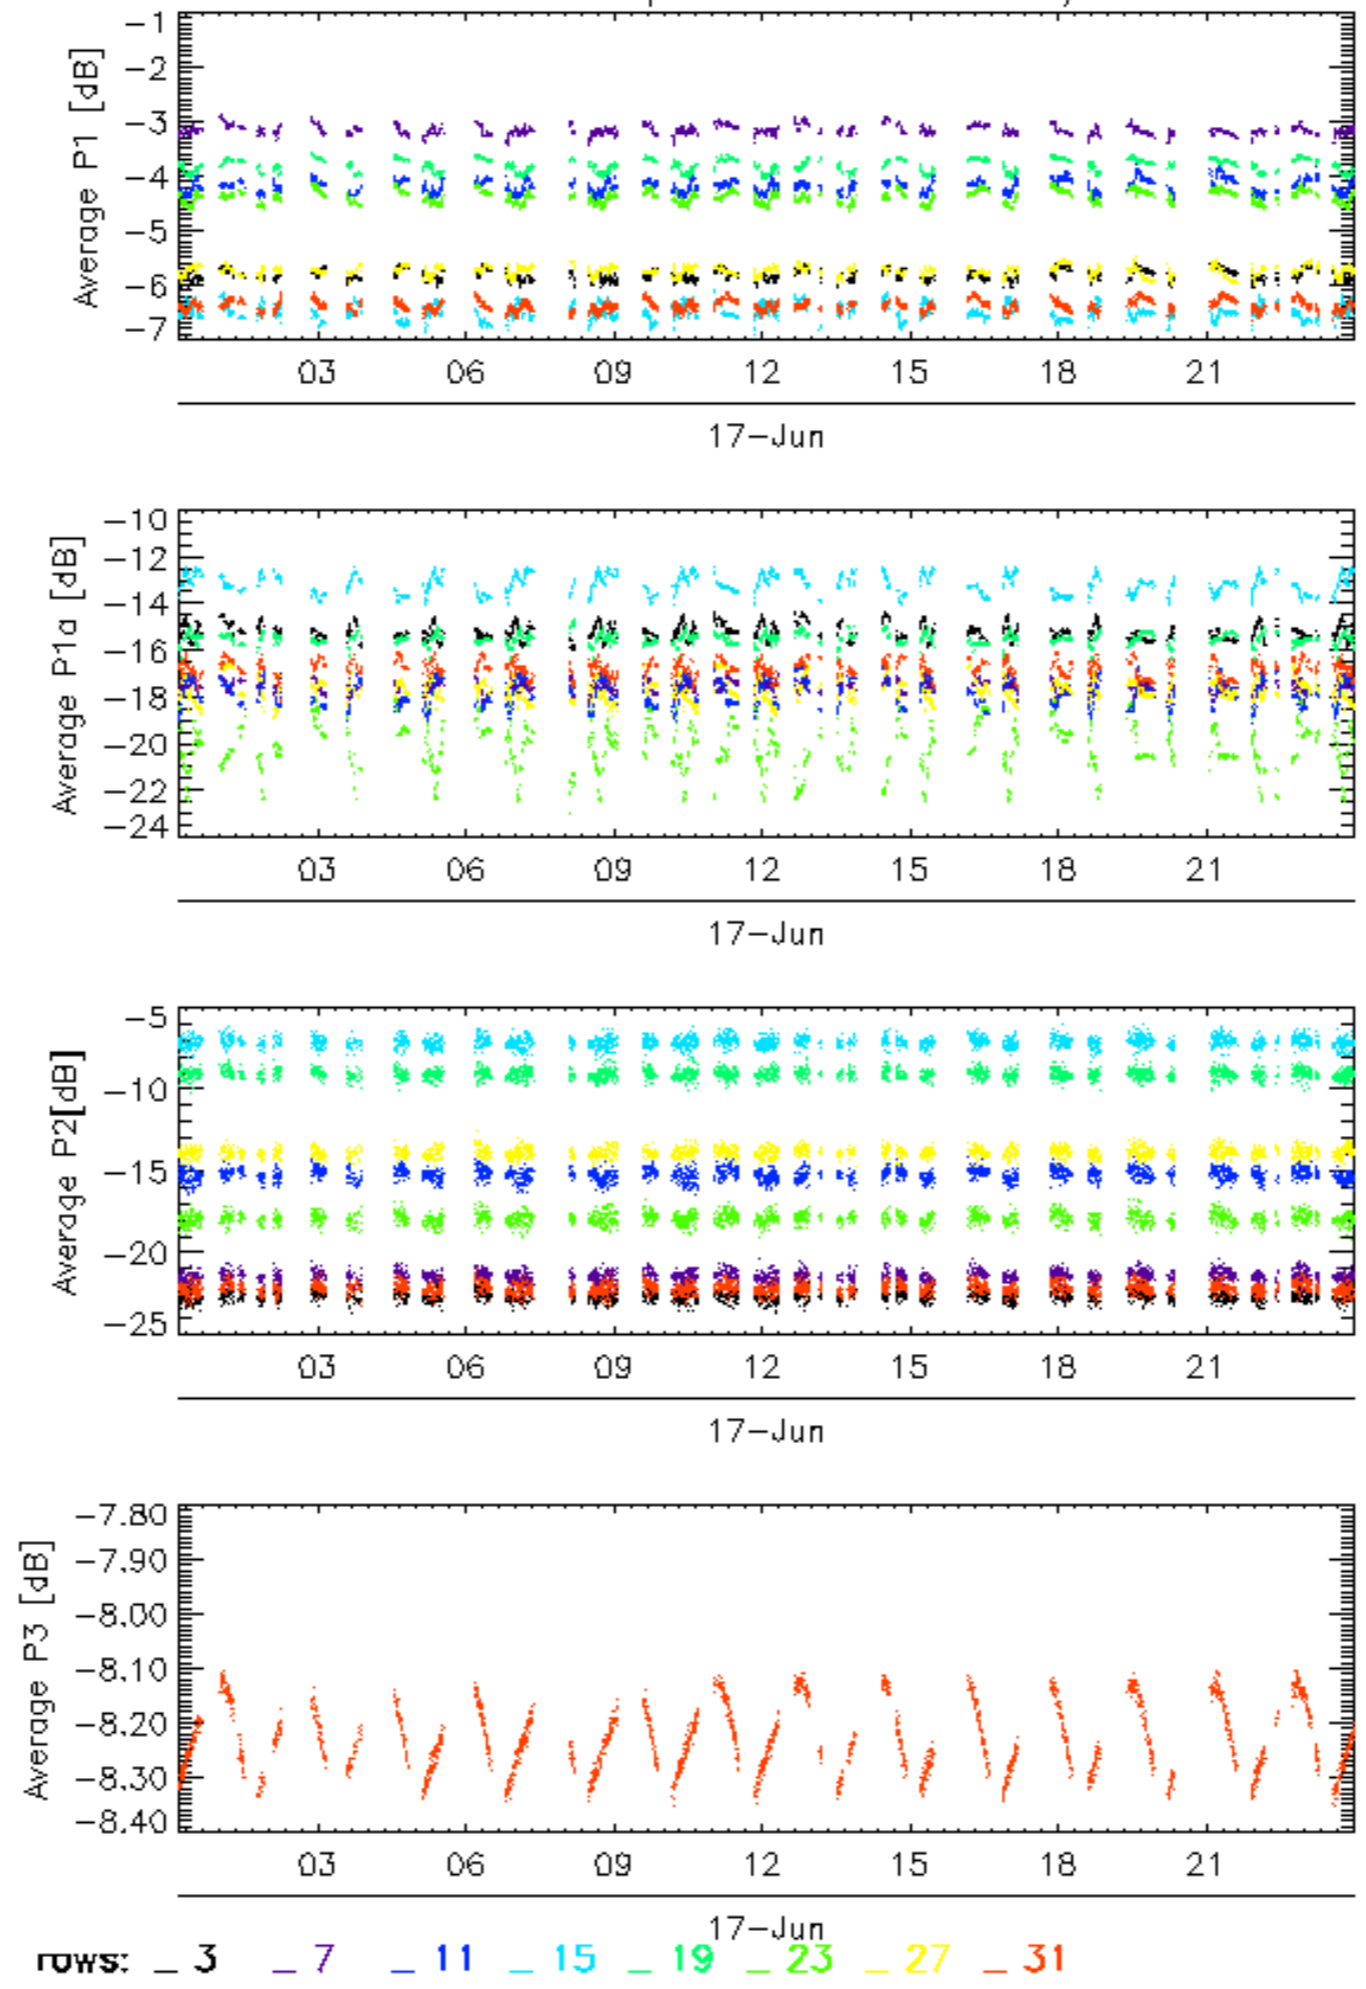 Average P1 [dB]
-1
-2
-3
-4
-5
-6
-7
03 06 09 12 15 18 21
17-Jun
Average P1a [dB]
-10
-12
-14
-16
-18
-20
-22
-24
03 06 09 12 15 18 21
17-Jun
Average P2[dB]
-5
-10
-15
-20
-25
03 06 09 12 15 18 21
17-Jun
Average P3 [dB]
-7.80
-7.90
-8.00
-8.10
-8.20
-8.30
-8.40
03 06 09 12 15 18 21
17-Jun
rows: _ 3 _ 7 _ 11 _ 15 _ 19 _ 23 _ 27 _ 31